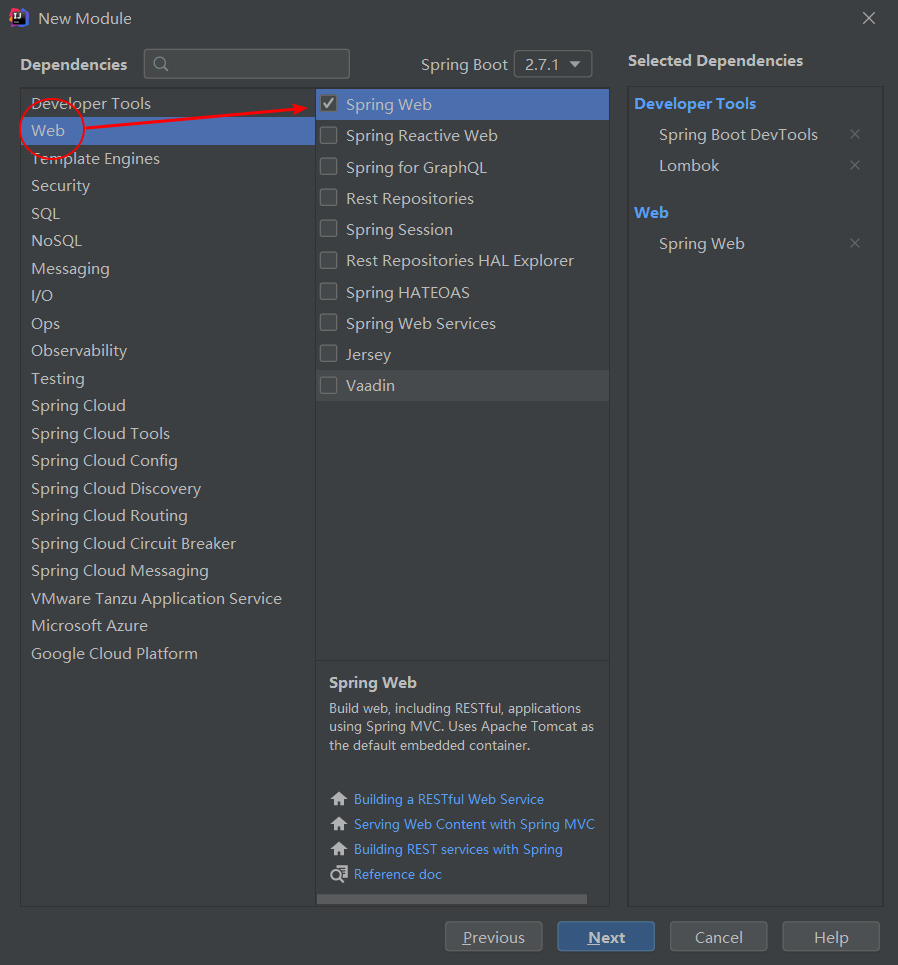 New Module
Dependencies
Spring Boot 2.7.1
Selected Dependencies
Developer Tools
Web
Template Engines
Security
SQL
NoSQL
Messaging
I/O
Ops
Observability
Testing
Spring Cloud
Spring Cloud Tools
Spring Cloud Config
Spring Cloud Discovery
Spring Cloud Routing
Spring Cloud Circuit Breaker
Spring Cloud Messaging
VMware Tanzu Application Service
Microsoft Azure
Google Cloud Platform
Spring Web
Spring Reactive Web
Spring for GraphQL
Rest Repositories
Spring Session
Rest Repositories HAL Explorer
Spring HATEOAS
Spring Web Services
Jersey
Vaadin
Spring Web
Build web, including RESTful, applications
using Spring MVC. Uses Apache Tomcat as
the default embedded container.
Building a RESTful Web Service
Serving Web Content with Spring MVC
Building REST services with Spring
Reference doc
Developer Tools
Spring Boot DevTools
Lombok
Web
Spring Web
Previous
Next
Cancel
Help